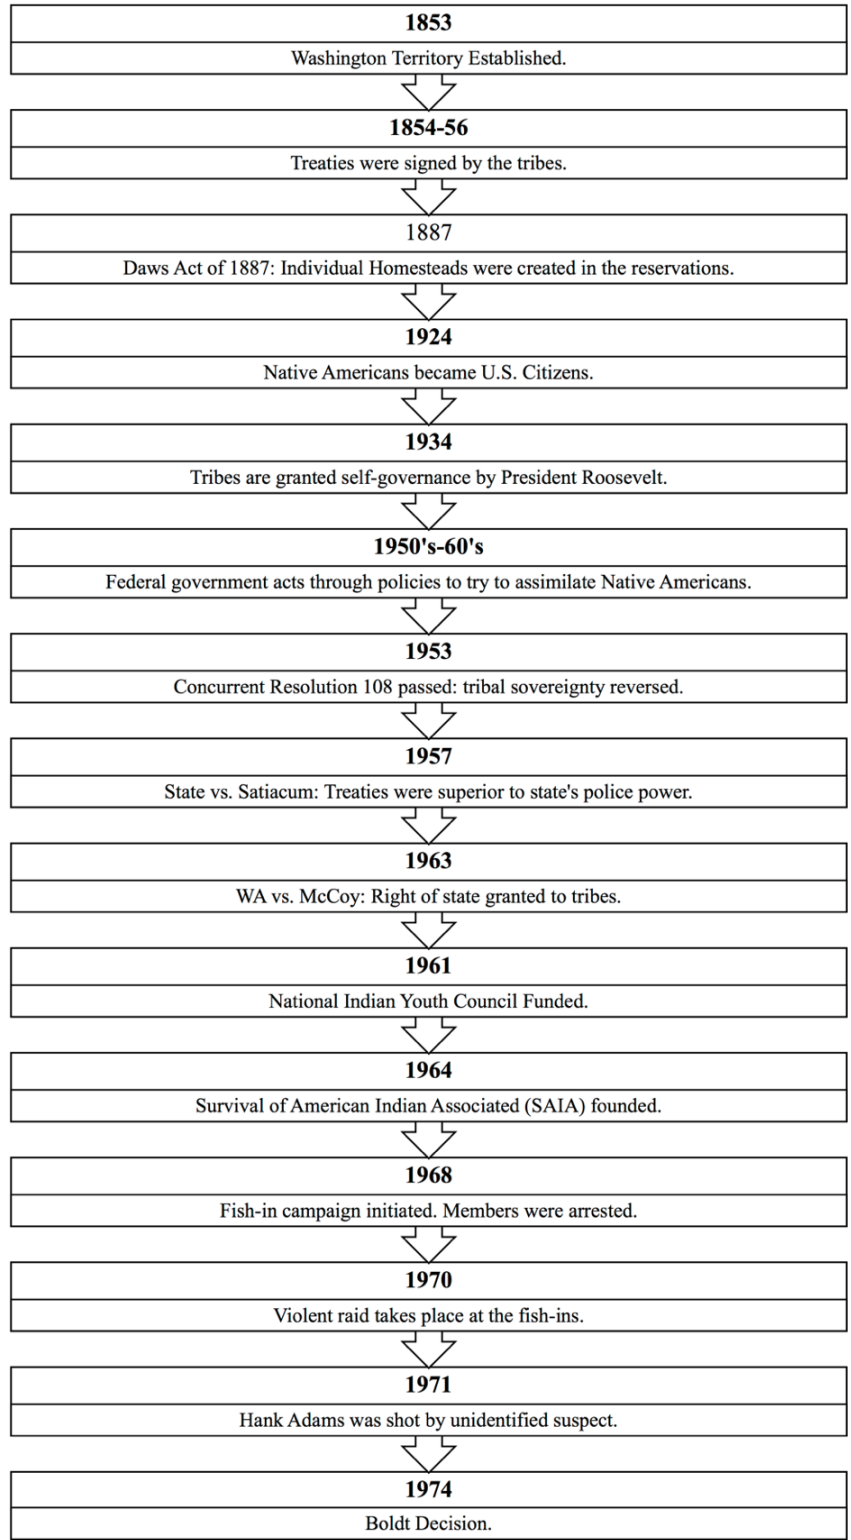 1853
Washington Territory Established.
1854-56
Treaties were signed by the tribes.
1887
Daws Act of 1887: Individual Homesteads were created in the reservations.
1924
Native Americans became U.S. Citizens.
1934
Tribes are granted self-governance by President Roosevelt.
1950's-60's
Federal government acts through policies to try to assimilate Native Americans.
1953
Concurrent Resolution 108 passed: tribal sovereignty reversed.
1957
State vs. Satiacum: Treaties were superior to state's police power.
1963
WA vs. McCoy: Right of state granted to tribes.
1961
National Indian Youth Council Funded.
1964
Survival of American Indian Associated (SAIA) founded.
1968
Fish-in campaign initiated. Members were arrested.
1970
Violent raid takes place at the fish-ins.
1971
Hank Adams was shot by unidentified suspect.
1974
Boldt Decision.